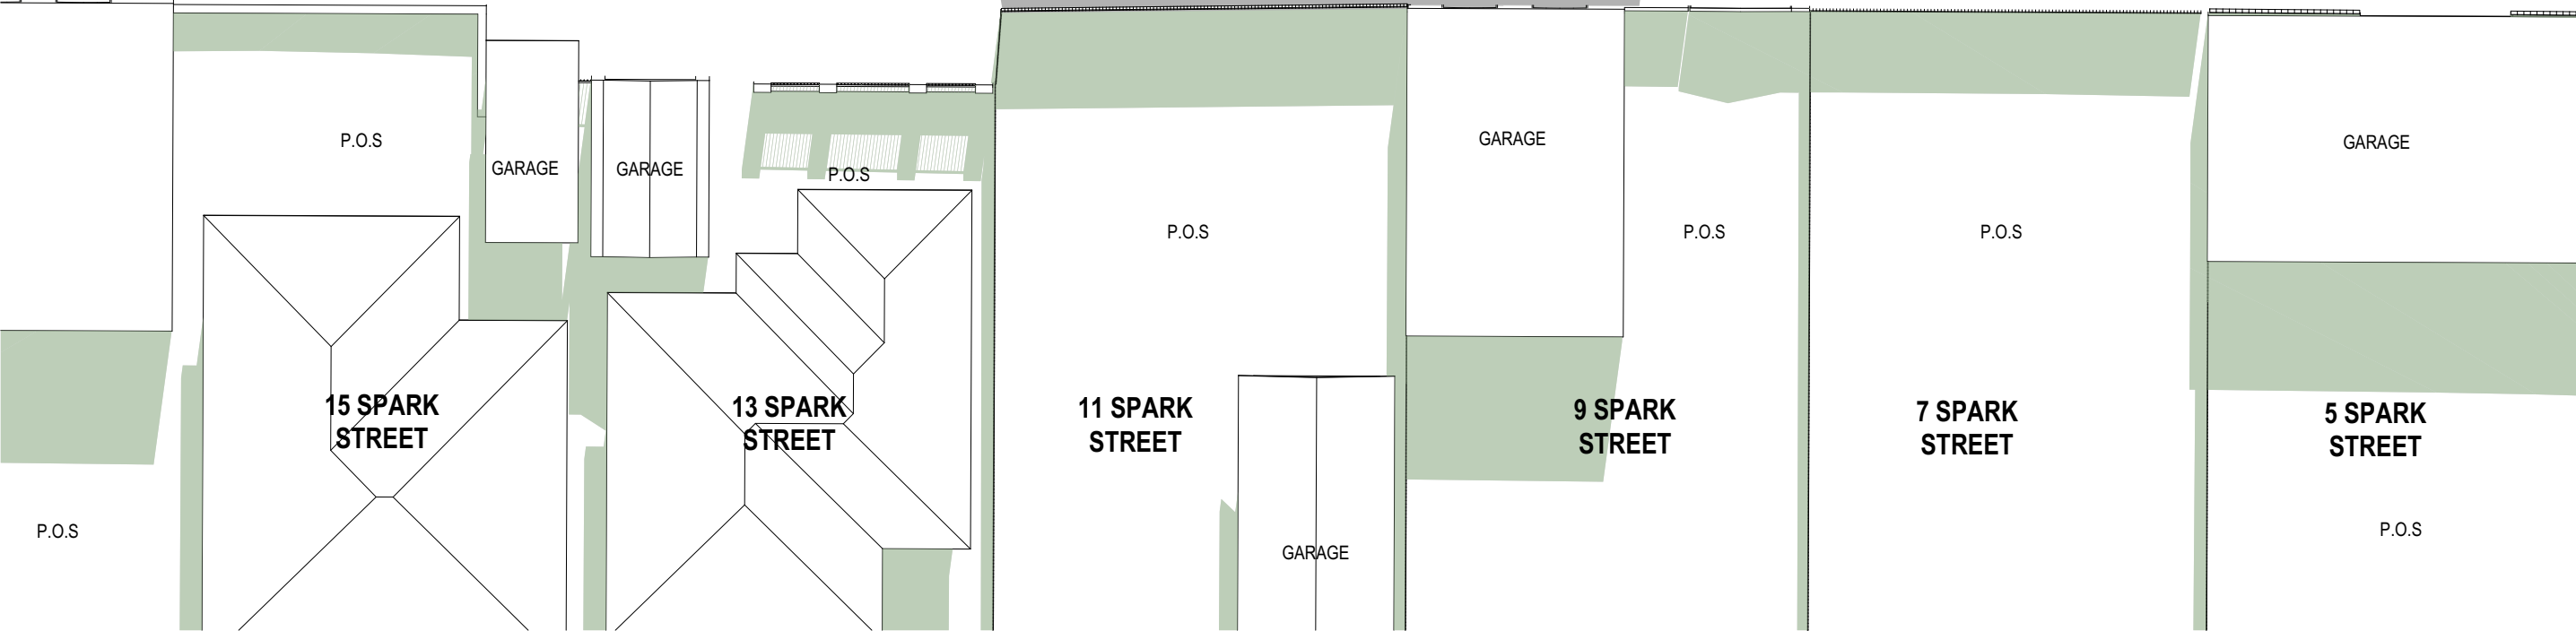 P.O.S
GARAGE
GARAGE
P.O.S
P.O.S
GARAGE
P.O.S
P.O.S
GARAGE
15 SPARK
STREET
13 SPARK
STREET
11 SPARK
STREET
9 SPARK
STREET
7 SPARK
STREET
5 SPARK
STREET
P.O.S
GARAGE
P.O.S